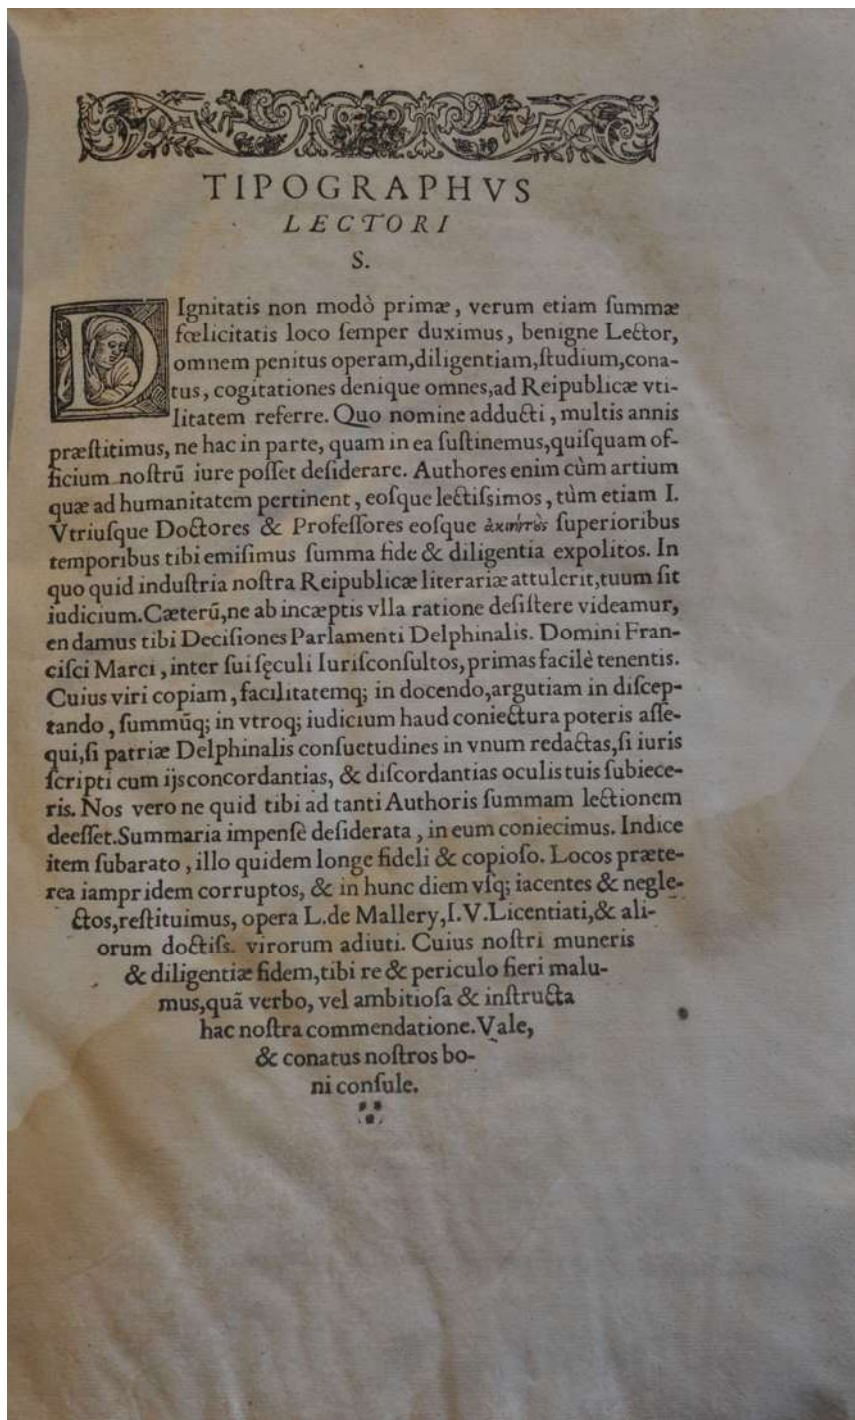 TIPOGRAPHVS
LECTORI
S.
DIgnitatis non modò primæ, verum etiam ſummæ
fœlicitatis loco ſemper duximus, benigne Lector,
omnem penitus operam,diligentiam,ſtudium,cona-
tus, cogitationes denique omnes,ad Reipublicæ vti-
litatem referre. Quo nomine adducti, multis annis
præſtitimus, ne hac in parte, quam in ea ſuſtinemus,quiſquam of-
ficium noſtrũ iure poſſet deſiderare. Authores enim cùm artium
quæ ad humanitatem pertinent, eoſque lectiſsimos, tùm etiam I.
Vtriuſque Doctores & Profeſſores eoſque ſuperioribus
temporibus tibi emiſimus ſumma fide & diligentia expolitos. In
quo quid induſtria noſtra Reipublicæ literariæ attulerit,tuum ſit
iudicium.Cæterũ,ne ab incæptis vlla ratione deſiſtere videamur,
en damus tibi Deciſiones Parlamenti Delphinalis. Domini Fran-
ciſci Marci, inter ſui ſęculi Iuriſconſultos,primas facilè tenentis.
Cuius viri copiam, facilitatemq; in docendo,argutiam in diſcep-
tando, ſummũq; in vtroq; iudicium haud coniectura poteris aſſe-
qui,ſi patriæ Delphinalis conſuetudines in vnum redactas,ſi iuris
ſcripti cum ijs concordantias, & diſcordantias oculis tuis ſubiece-
ris. Nos vero ne quid tibi ad tanti Authoris ſummam lectionem
deeſſet.Summaria impensè deſiderata, in eum coniecimus. Indice
item ſubarato, illo quidem longe fideli & copioſo. Locos præte-
rea iampridem corruptos, & in hunc diem vſq; iacentes & negle-
ctos,reſtituimus, opera L.de Mallery,I.V.Licentiati,& ali-
orum doctiſs. virorum adiuti. Cuius noſtri muneris
& diligentiæ fidem,tibi re & periculo fieri malu-
mus,quã verbo, vel ambitioſa & inſtructa
hac noſtra commendatione.Vale,
& conatus noſtros bo-
ni conſule.